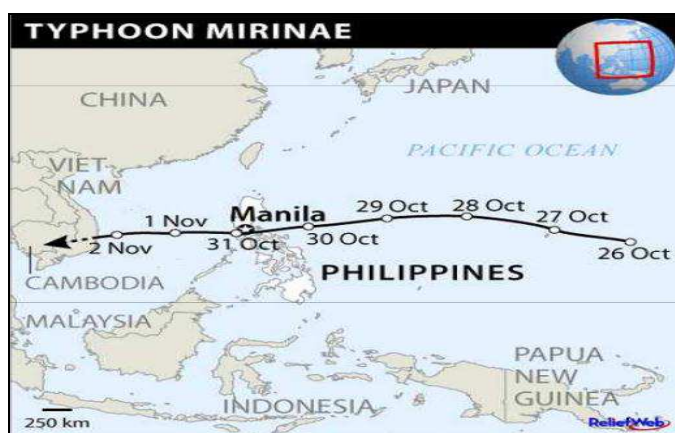 TYPHOON MIRINAE
CHINA
JAPAN
PACIFIC OCEAN
VIET
NAM
1 Nov
Manila
29 Oct
28 Oct
27 Oct
2 Nov
31 Oct
30 Oct
26 Oct
PHILIPPINES
CAMBODIA
MALAYSIA
PAPUA
NEW
GUINEA
INDONESIA
250 km
ReliefWeb